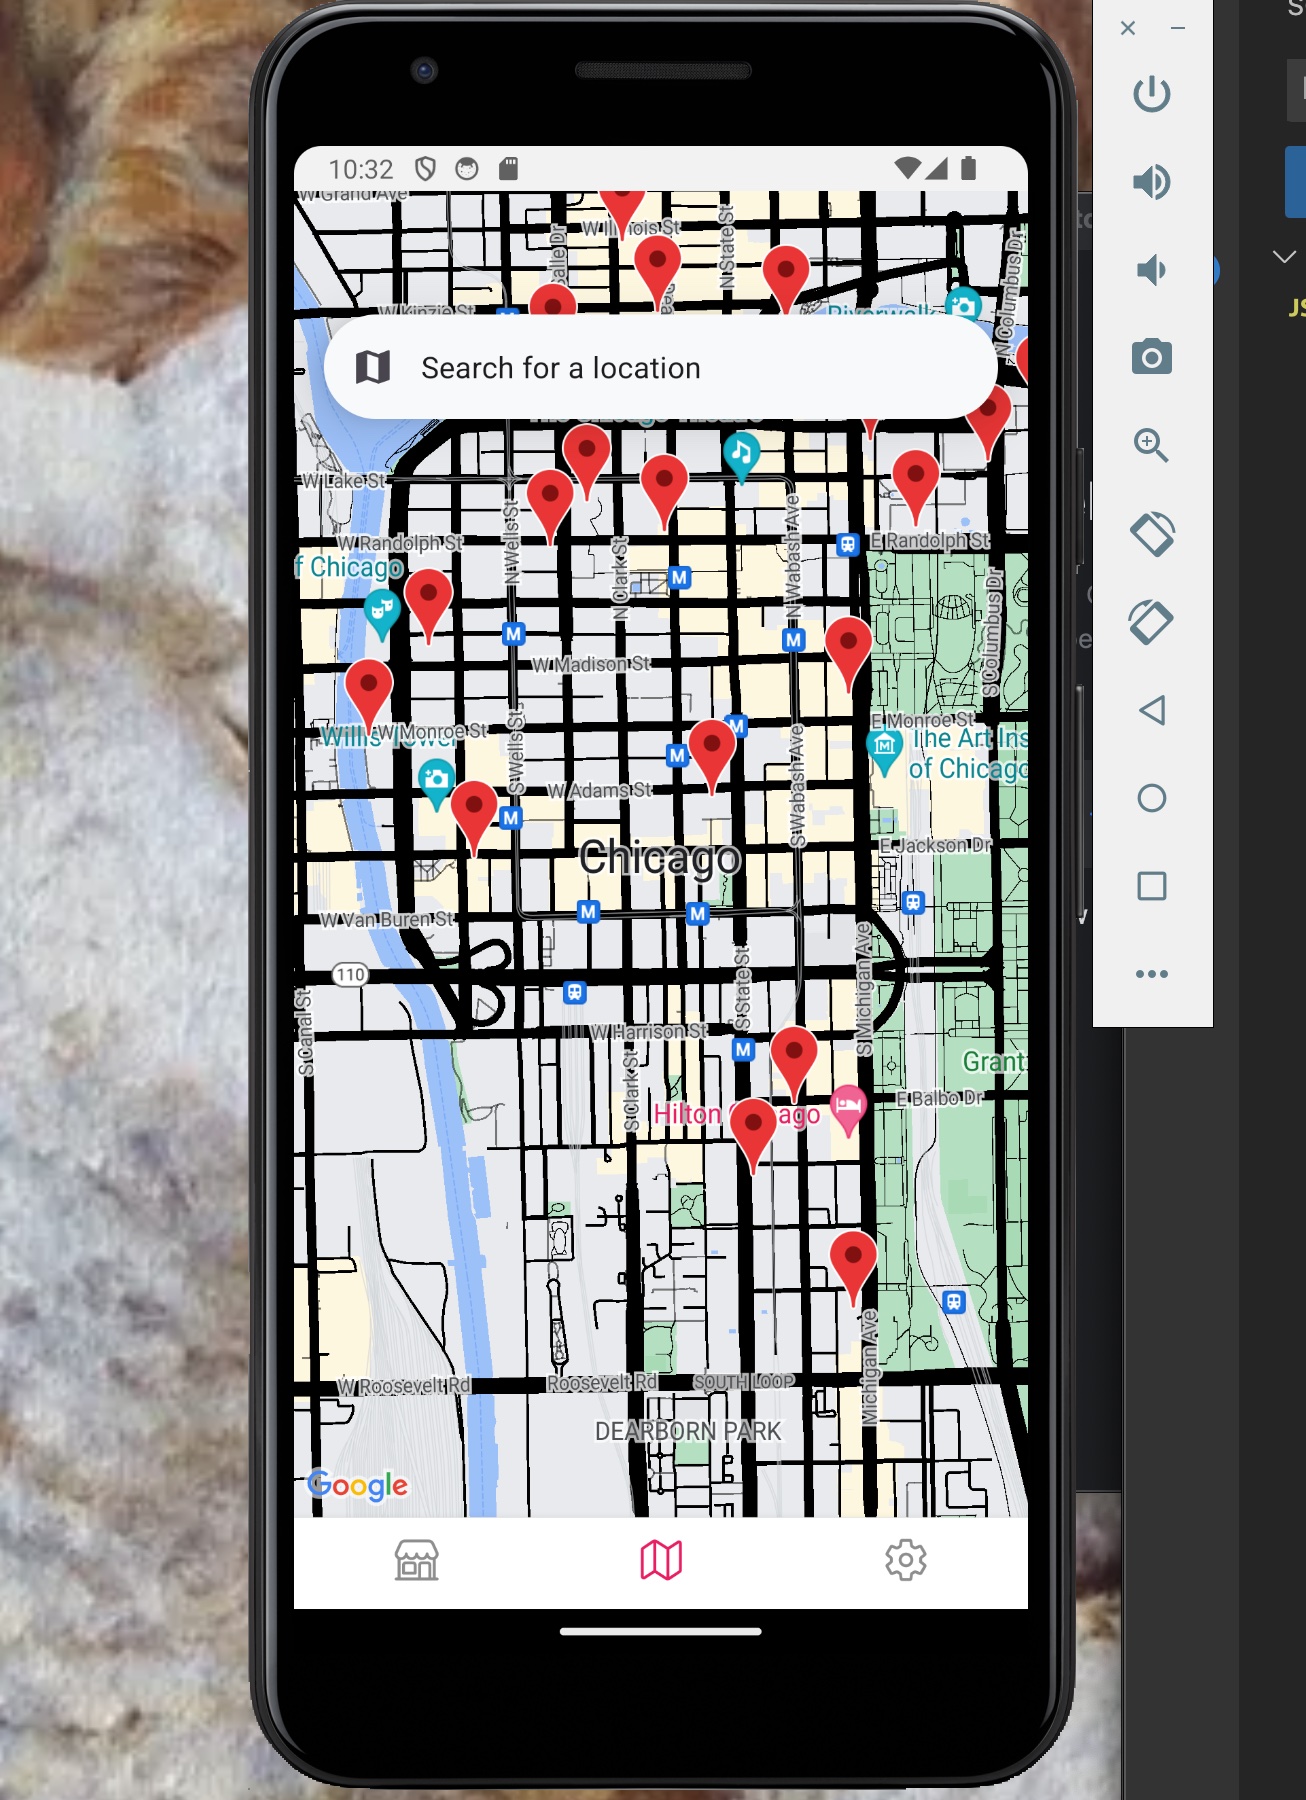 10:32
W Grand Ave
W Illinois St
N State St
N Columbus Dr
W Kinzie St
Riverwalk
Search for a location
W Lake St
W Randolph St
E Randolph St
f Chicago
N Wells St
N Clark St
N Wabash Ave
S Columbus Dr
M
M
M
W Madison St
Willis Tower
W Monroe St
E Monroe St
M
M
The Art Ins
of Chicago
S Wells St
S Wabash Ave
W Adams St
M
Chicago
E Jackson Dr
W Van Buren St
M
M
110
S Canal St
S State St
S Michigan Ave
W Harrison St
M
S Clark St
Grant
E Balbo Dr
Hilton Chicago
Michigan Ave
W Roosevelt Rd
Roosevelt Rd
SOUTH LOOP
DEARBORN PARK
Google
JS